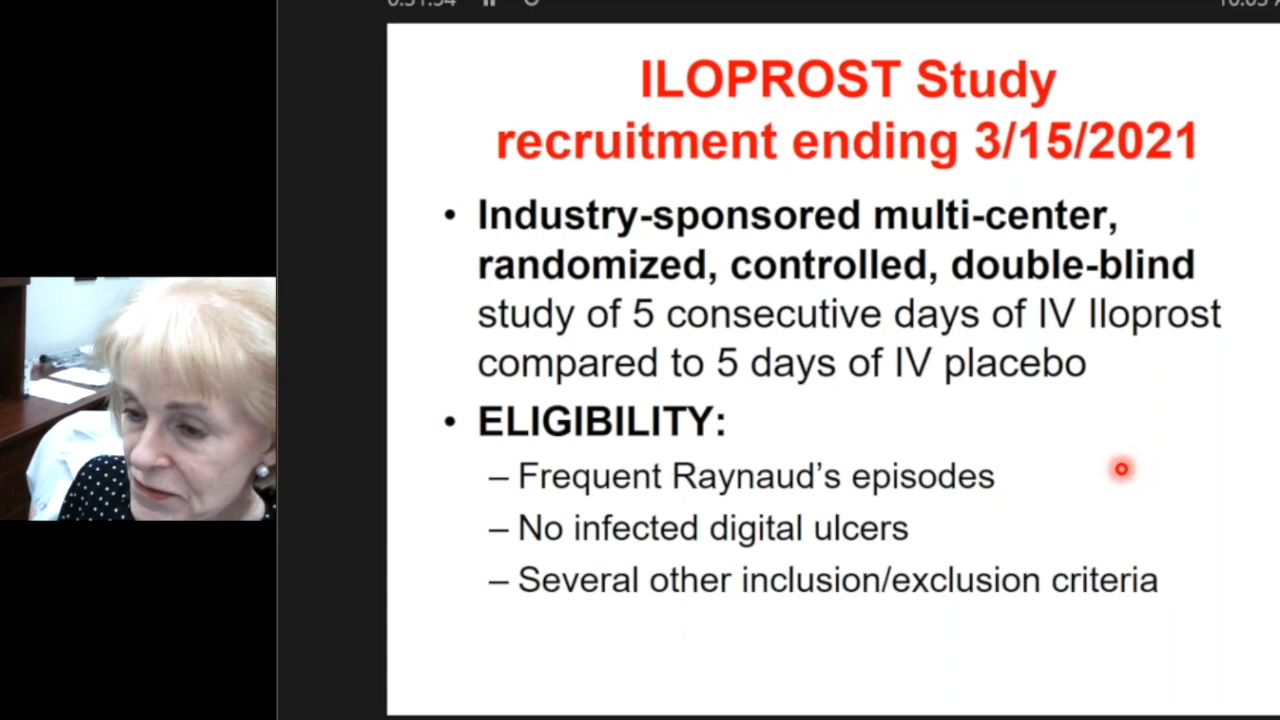 ILOPROST Study
recruitment ending 3/15/2021
• Industry-sponsored multi-center,
randomized, controlled, double-blind
study of 5 consecutive days of IV Iloprost
compared to 5 days of IV placebo
• ELIGIBILITY:
– Frequent Raynaud’s episodes
– No infected digital ulcers
– Several other inclusion/exclusion criteria